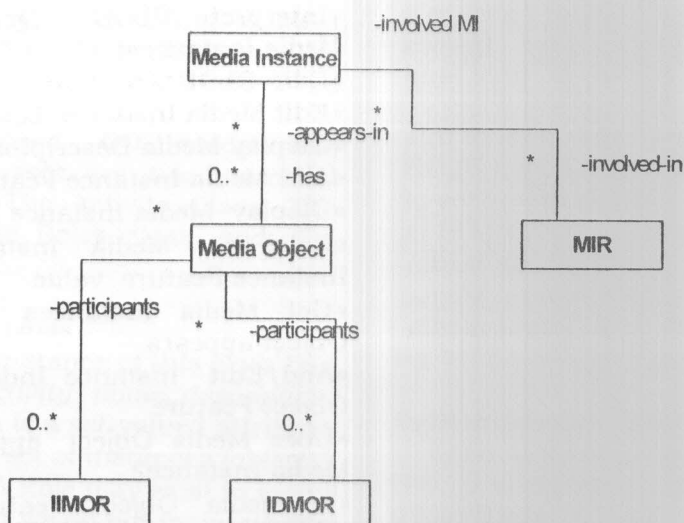 -involved MI
Media Instance
*
*
-appears-in
0..*
-has
*
-involved-in
*
Media Object
MIR
-participants
*
-participants
0..*
0..*
IIMOR
IDMOR